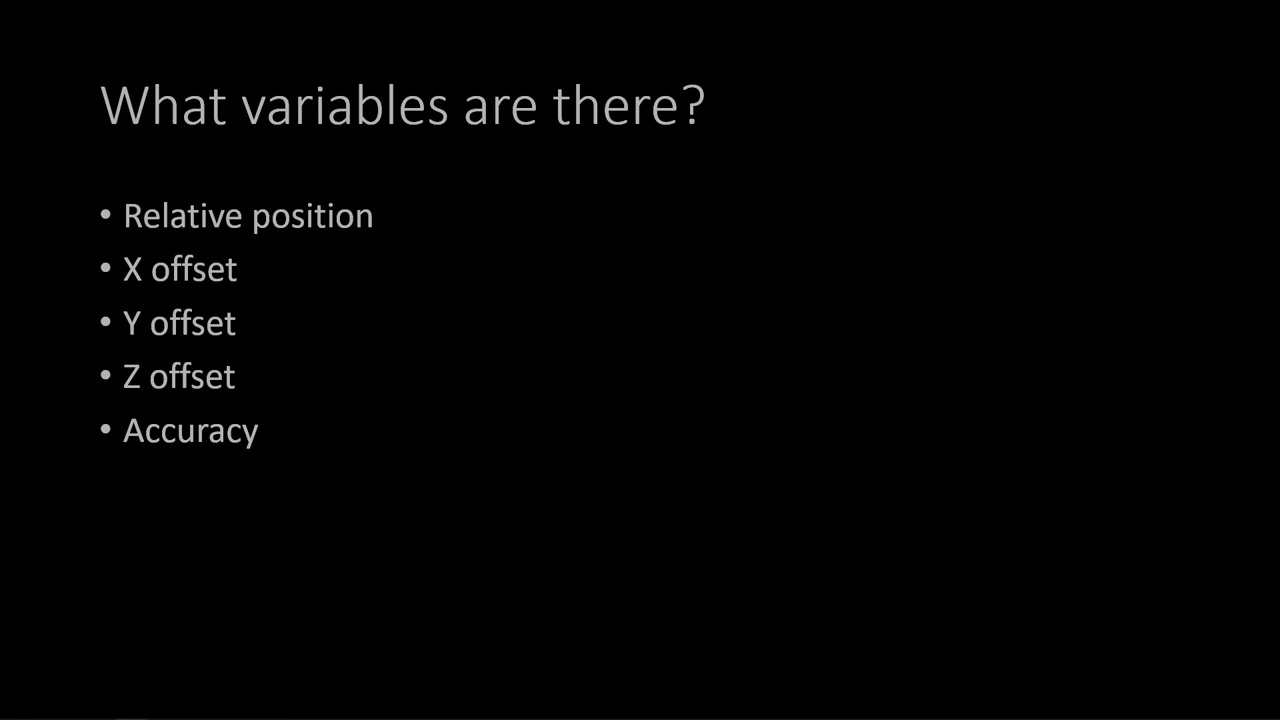 What variables are there?
• Relative position
• X offset
• Y offset
• Z offset
• Accuracy